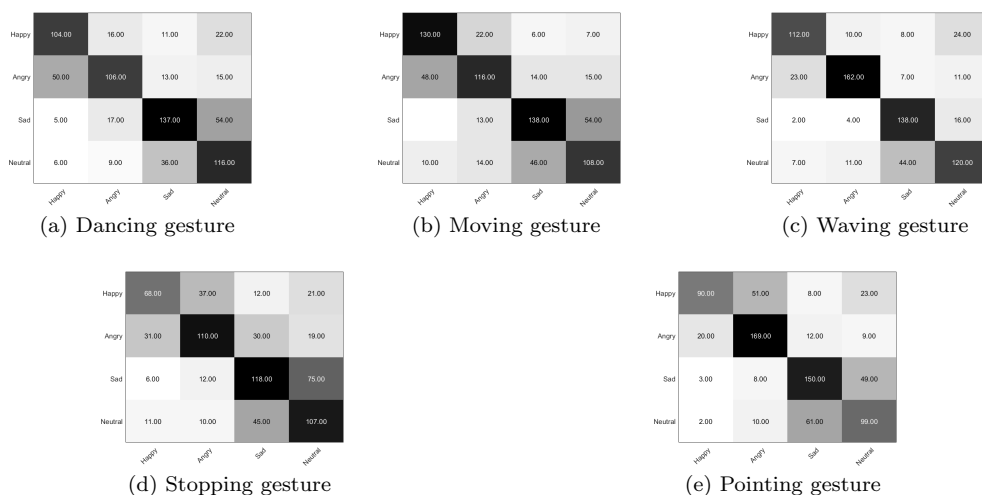 Happy 104.00 16.00 11.00 22.00
Angry 50.00 106.00 13.00 15.00
Sad 5.00 17.00 137.00 54.00
Neutral 6.00 9.00 36.00 116.00
Happy Angry Sad Neutral
(a) Dancing gesture
Happy 130.00 22.00 6.00 7.00
Angry 48.00 116.00 14.00 15.00
Sad 13.00 138.00 54.00
Neutral 10.00 14.00 46.00 108.00
Happy Angry Sad Neutral
(b) Moving gesture
Happy 112.00 10.00 8.00 24.00
Angry 23.00 162.00 7.00 11.00
Sad 2.00 4.00 138.00 16.00
Neutral 7.00 11.00 44.00 120.00
Happy Angry Sad Neutral
(c) Waving gesture
Happy 68.00 37.00 12.00 21.00
Angry 31.00 110.00 30.00 19.00
Sad 6.00 12.00 118.00 75.00
Neutral 11.00 10.00 45.00 107.00
Happy Angry Sad Neutral
(d) Stopping gesture
Happy 90.00 51.00 8.00 23.00
Angry 20.00 169.00 12.00 9.00
Sad 3.00 8.00 150.00 49.00
Neutral 2.00 10.00 61.00 99.00
Happy Angry Sad Neutral
(e) Pointing gesture